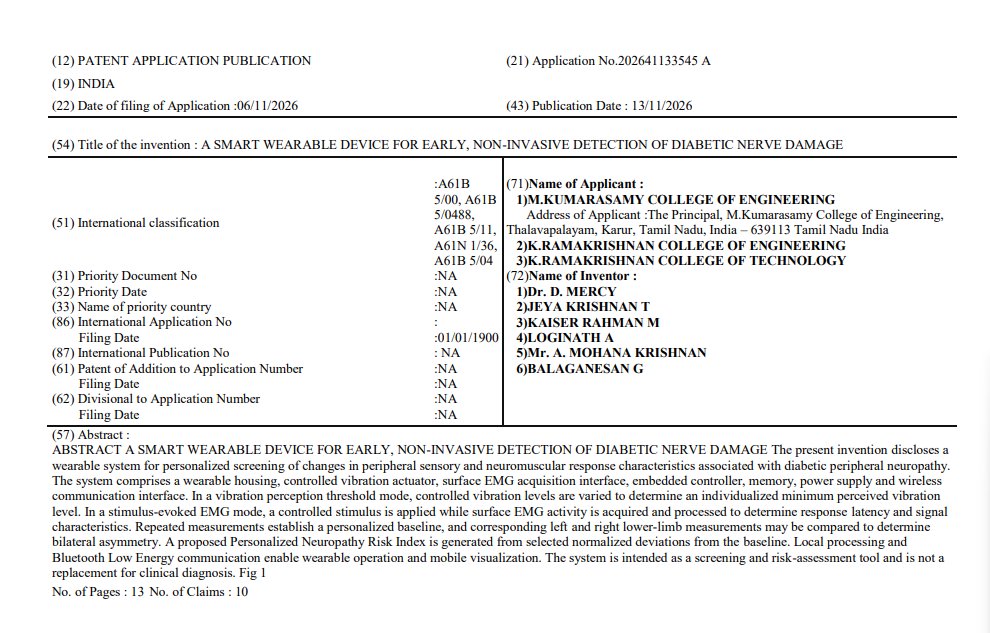 (12) PATENT APPLICATION PUBLICATION
(21) Application No.202641133545 A
(19) INDIA
(22) Date of filing of Application :06/11/2026
(43) Publication Date : 13/11/2026
(54) Title of the invention : A SMART WEARABLE DEVICE FOR EARLY, NON-INVASIVE DETECTION OF DIABETIC NERVE DAMAGE
(51) International classification
:A61B
5/00, A61B
5/0488,
A61B 5/11,
A61N 1/36,
A61B 5/04
(31) Priority Document No :NA
(32) Priority Date :NA
(33) Name of priority country :NA
(86) International Application No :
Filing Date :01/01/1900
(87) International Publication No : NA
(61) Patent of Addition to Application Number :NA
Filing Date :NA
(62) Divisional to Application Number :NA
Filing Date :NA
(71)Name of Applicant :
1)M.KUMARASAMY COLLEGE OF ENGINEERING
Address of Applicant :The Principal, M.Kumarasamy College of Engineering,
Thalavapalayam, Karur, Tamil Nadu, India – 639113 Tamil Nadu India
2)K.RAMAKRISHNAN COLLEGE OF ENGINEERING
3)K.RAMAKRISHNAN COLLEGE OF TECHNOLOGY
(72)Name of Inventor :
1)Dr. D. MERCY
2)JEYA KRISHNAN T
3)KAISER RAHMAN M
4)LOGINATH A
5)Mr. A. MOHANA KRISHNAN
6)BALAGANESAN G
(57) Abstract :
ABSTRACT A SMART WEARABLE DEVICE FOR EARLY, NON-INVASIVE DETECTION OF DIABETIC NERVE DAMAGE The present invention discloses a
wearable system for personalized screening of changes in peripheral sensory and neuromuscular response characteristics associated with diabetic peripheral neuropathy.
The system comprises a wearable housing, controlled vibration actuator, surface EMG acquisition interface, embedded controller, memory, power supply and wireless
communication interface. In a vibration perception threshold mode, controlled vibration levels are varied to determine an individualized minimum perceived vibration
level. In a stimulus-evoked EMG mode, a controlled stimulus is applied while surface EMG activity is acquired and processed to determine response latency and signal
characteristics. Repeated measurements establish a personalized baseline, and corresponding left and right lower-limb measurements may be compared to determine
bilateral asymmetry. A proposed Personalized Neuropathy Risk Index is generated from selected normalized deviations from the baseline. Local processing and
Bluetooth Low Energy communication enable wearable operation and mobile visualization. The system is intended as a screening and risk-assessment tool and is not a
replacement for clinical diagnosis. Fig 1
No. of Pages : 13 No. of Claims : 10